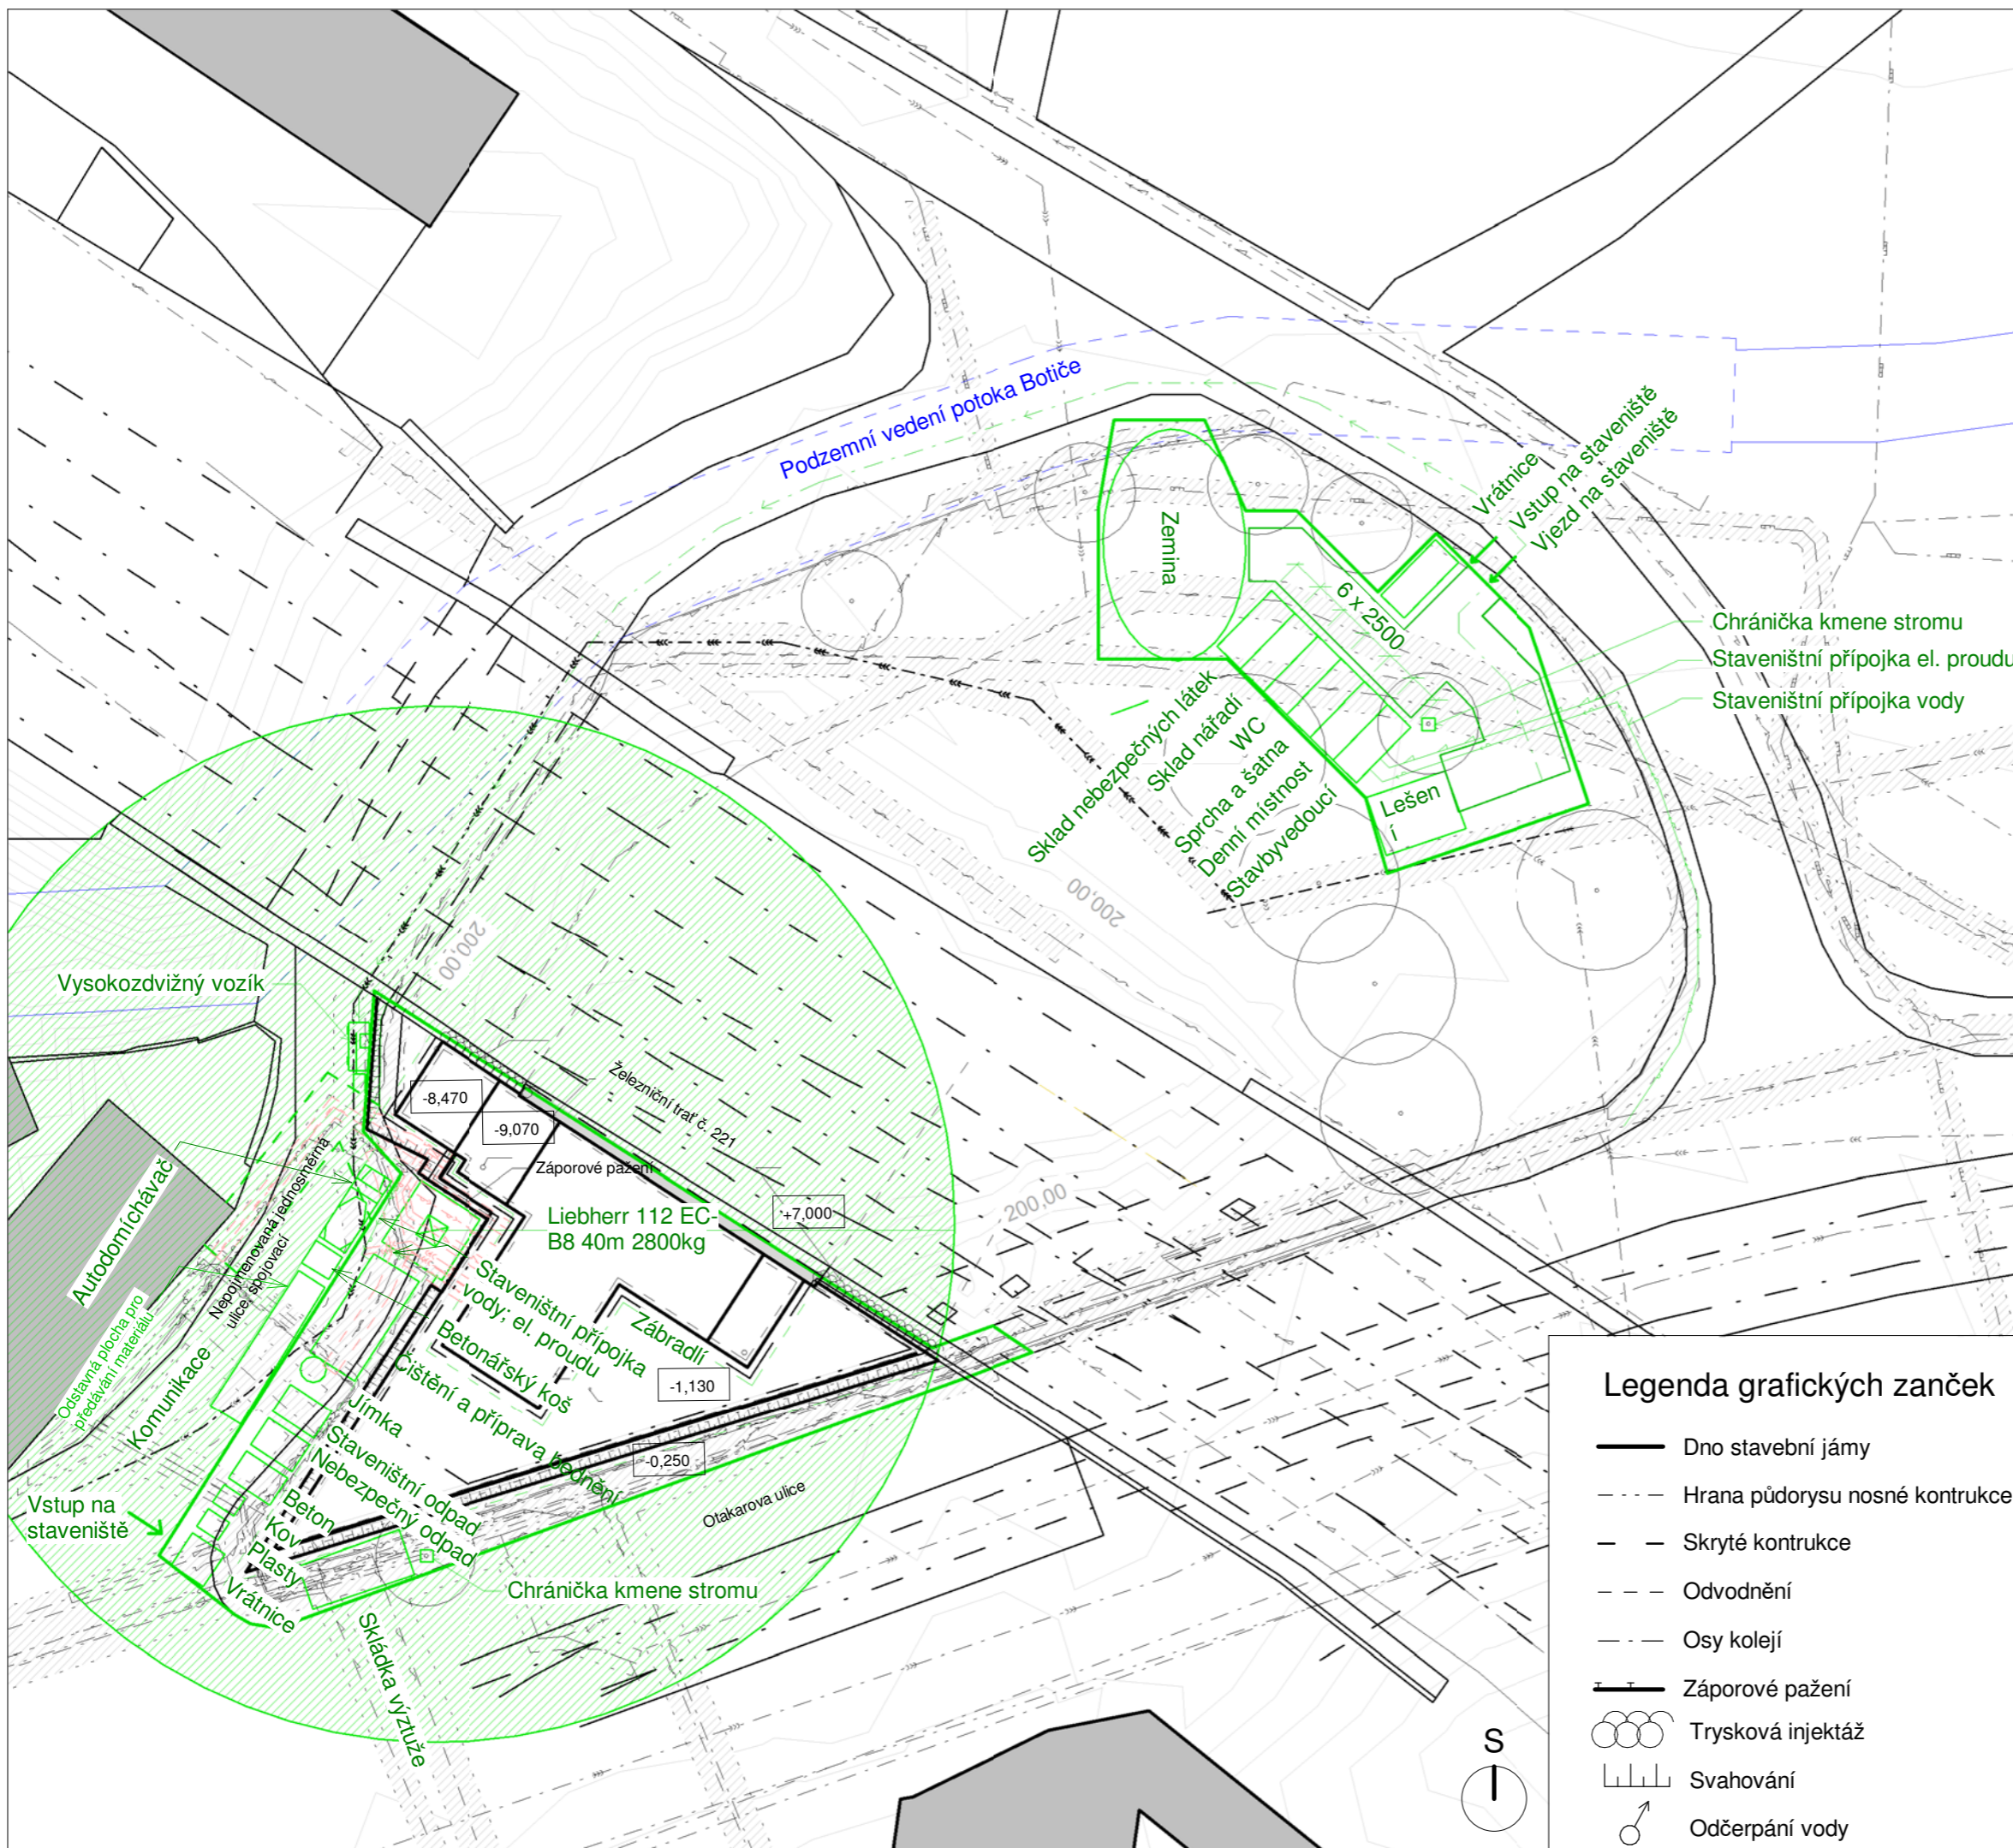 Podzemní vedení potoka Botiče
Vrátnice
Vstup na staveniště
Vjezd na staveniště
Zemina
6 x 2500
Chránička kmene stromu
Staveništní přípojka el. proudu
Staveništní přípojka vody
Sklad nebezpečných látek
Sklad nářadí
WC
Sprcha a šatna
Denní místnost
Stavbyvedoucí
Lešen
í
200,00
200,00
200,00
Vysokozdvižný vozík
-8,470
-9,070
Železniční trať č. 221
Záporové pažení
+7,000
Liebherr 112 EC-
B8 40m 2800kg
Autodomíchávač
Nepojmenovaná jednosměrná
ulice, spojovací
Odstavná plocha pro
předávání materiálu
Komunikace
Staveništní přípojka
vody, el. proudu
Zábradlí
Betonářský koš
-1,130
Čištění a příprava bednění
Jímka
-0,250
Staveništní odpad
Nebezpečný odpad
Otakarova ulice
Vstup na
staveniště
Beton
Kov
Plasty
Vrátnice
Chránička kmene stromu
Skládka výztuže
S
Legenda grafických zanček
Dno stavební jámy
Hrana půdorysu nosné kontrukce
Skryté kontrukce
Odvodnění
Osy kolejí
Záporové pažení
Trysková injektáž
Svahování
Odčerpání vody